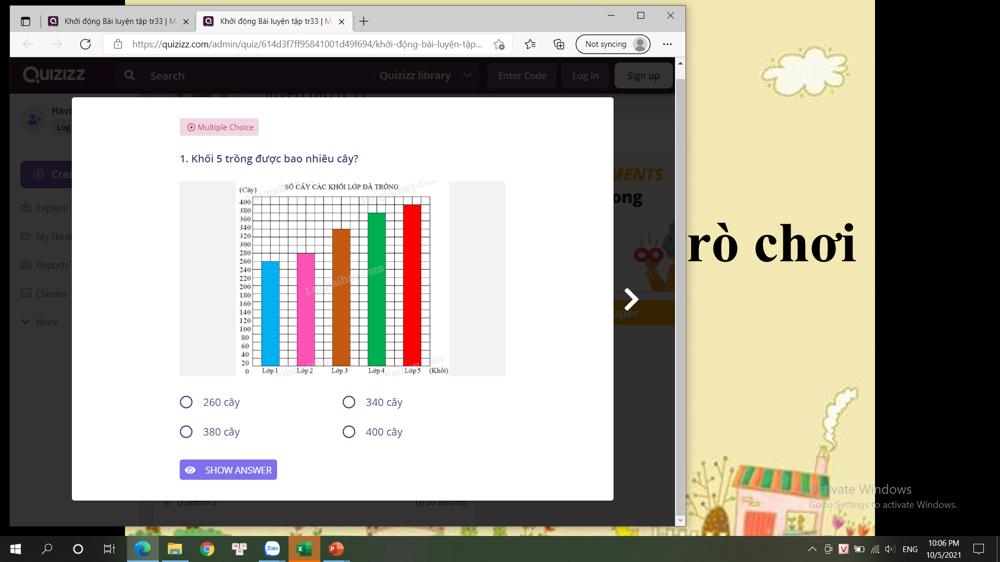 Khởi động Bài luyện tập tr33 | M
Khởi động Bài luyện tập tr33 | M
https://quizizz.com/admin/quiz/614d3f7ff95841001d49f694/khởi-động-bài-luyện-tập...
Not syncing
Quizizz
Search
Quizizz library
Enter Code
Log in
Sign up
luyện tập tr33
Have
Log
Crea
Explore
My librar
Reports
Classes
More
MENTS
ong
uper
Multiple Choice
1. Khối 5 trồng được bao nhiêu cây?
SỐ CÂY CÁC KHỐI LỚP ĐÃ TRỒNG
(Cây)
400
380
360
340
320
300
280
260
240
220
200
180
160
140
120
100
80
60
40
20
0
Lớp 1
Lớp 2
Lớp 3
Lớp 4
Lớp 5
(Khối)
Loigiaihay.com
260 cây
340 cây
380 cây
400 cây
SHOW ANSWER
Question 2
30 seconds
rò chơi
Activate Windows
Go to Settings to activate Windows.
Zalo
ENG
10:06 PM
10/5/2021